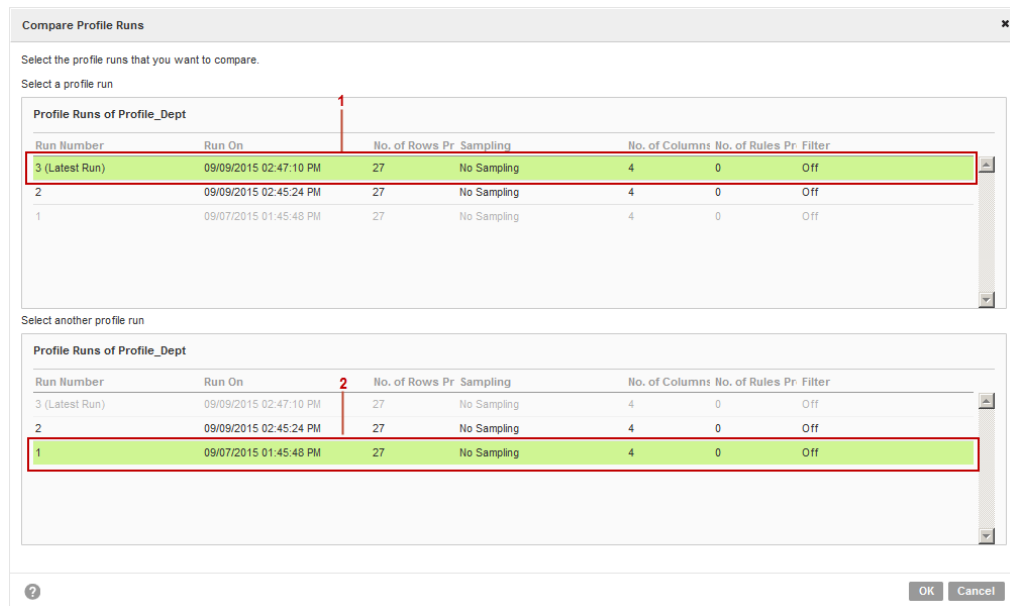 Compare Profile Runs
Select the profile runs that you want to compare.
Select a profile run
1
Profile Runs of Profile_Dept
Run Number Run On No. of Rows Pr Sampling No. of Columns No. of Rules Pr Filter
3 (Latest Run) 09/09/2015 02:47:10 PM 27 No Sampling 4 0 Off
2 09/09/2015 02:45:24 PM 27 No Sampling 4 0 Off
1 09/07/2015 01:45:48 PM 27 No Sampling 4 0 Off
Select another profile run
Profile Runs of Profile_Dept
Run Number Run On 2 No. of Rows Pr Sampling No. of Columns No. of Rules Pr Filter
3 (Latest Run) 09/09/2015 02:47:10 PM 27 No Sampling 4 0 Off
2 09/09/2015 02:45:24 PM 27 No Sampling 4 0 Off
1 09/07/2015 01:45:48 PM 27 No Sampling 4 0 Off
? OK Cancel